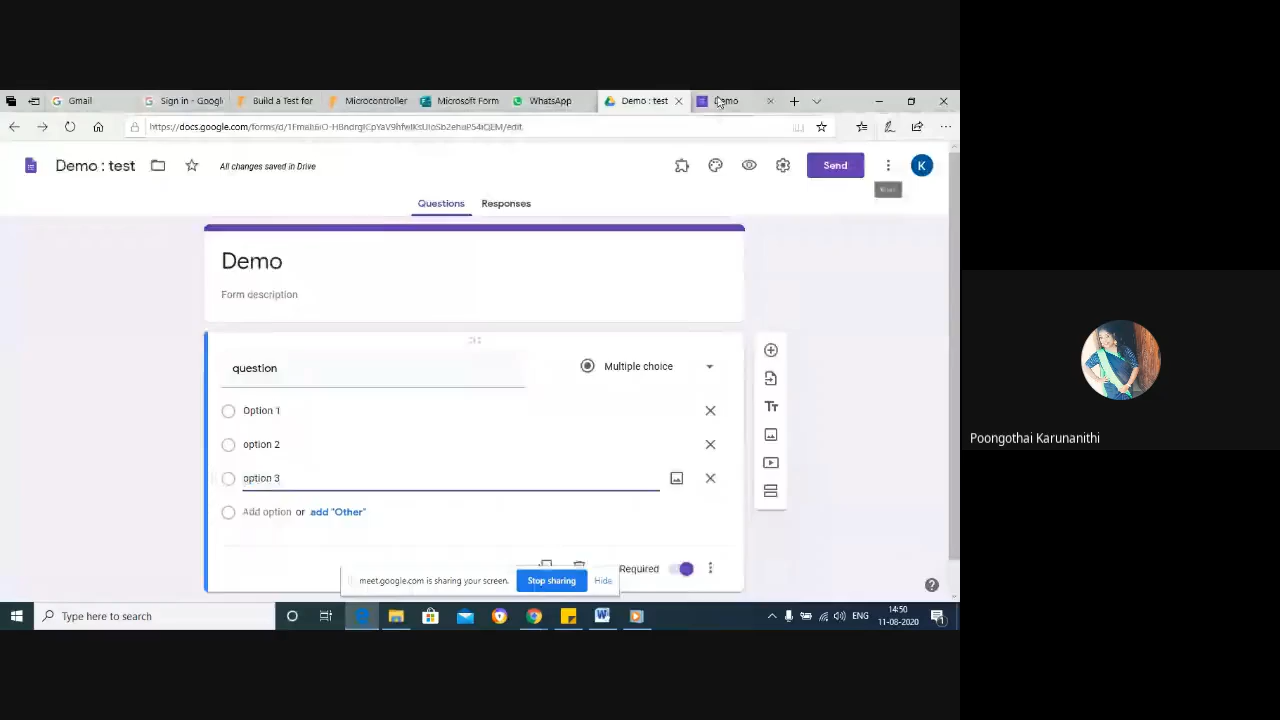 Gmail
Sign in - Googl
Build a Test for
Microcontroller
Microsoft Form
WhatsApp
Demo : test
Demo
Demo : test
All changes saved in Drive
Send
K
Questions
Responses
Demo
Form description
question
Multiple choice
Option 1
option 2
option 3
Add option or add "Other"
Required
meet.google.com is sharing your screen.
Stop sharing
Hide
Type here to search
ENG
14:50
11-08-2020
Poongothai Karunanithi